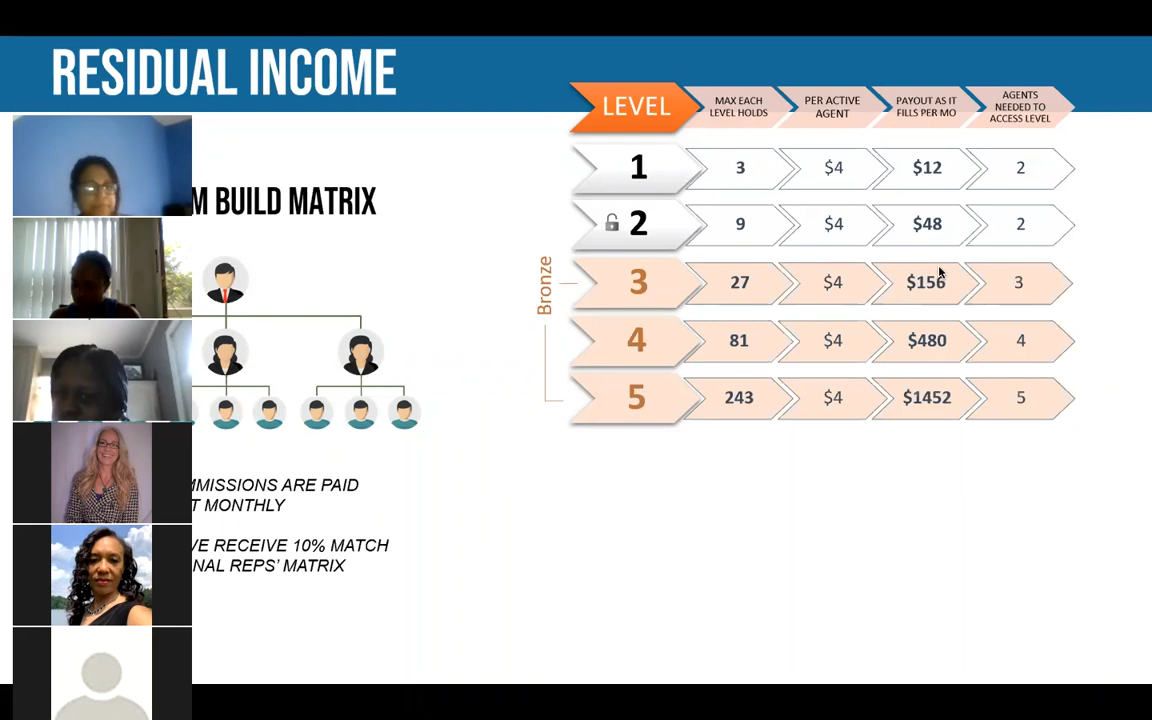 RESIDUAL INCOME
M BUILD MATRIX
MMISSIONS ARE PAID
T MONTHLY
VE RECEIVE 10% MATCH
NAL REPS' MATRIX
LEVEL
MAX EACH
LEVEL HOLDS
PER ACTIVE
AGENT
PAYOUT AS IT
FILLS PER MO
AGENTS
NEEDED TO
ACCESS LEVEL
1 3 $4 $12 2
2 9 $4 $48 2
Bronze
3 27 $4 $156 3
4 81 $4 $480 4
5 243 $4 $1452 5